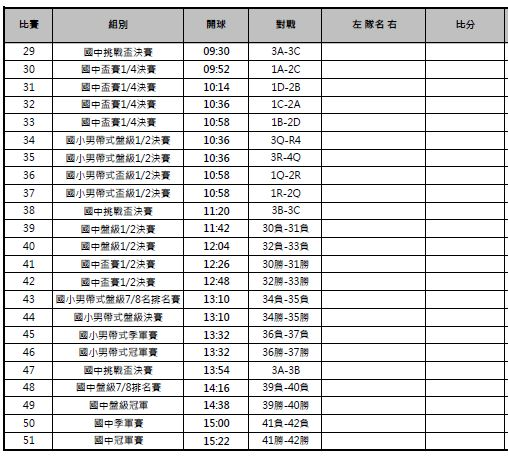 比賽 組別 開球 對戰 左 隊名 右 比分
29 國中挑戰盃決賽 09:30 3A-3C
30 國中盃賽1/4決賽 09:52 1A-2C
31 國中盃賽1/4決賽 10:14 1D-2B
32 國中盃賽1/4決賽 10:36 1C-2A
33 國中盃賽1/4決賽 10:58 1B-2D
34 國小男帶式盤級1/2決賽 10:36 3Q-R4
35 國小男帶式盤級1/2決賽 10:36 3R-4Q
36 國小男帶式盃級1/2決賽 10:58 1Q-2R
37 國小男帶式盃級1/2決賽 10:58 1R-2Q
38 國中挑戰盃決賽 11:20 3B-3C
39 國中盤級1/2決賽 11:42 30負-31負
40 國中盤級1/2決賽 12:04 32負-33負
41 國中盃賽1/2決賽 12:26 30勝-31勝
42 國中盃賽1/2決賽 12:48 32勝-33勝
43 國小男帶式盤級7/8名排名賽 13:10 34負-35負
44 國小男帶式盤級決賽 13:10 34勝-35勝
45 國小男帶式季軍賽 13:32 36負-37負
46 國小男帶式冠軍賽 13:32 36勝-37勝
47 國中挑戰盃決賽 13:54 3A-3B
48 國中盤級7/8排名賽 14:16 39負-40負
49 國中盤級冠軍 14:38 39勝-40勝
50 國中季軍賽 15:00 41負-42負
51 國中冠軍賽 15:22 41勝-42勝